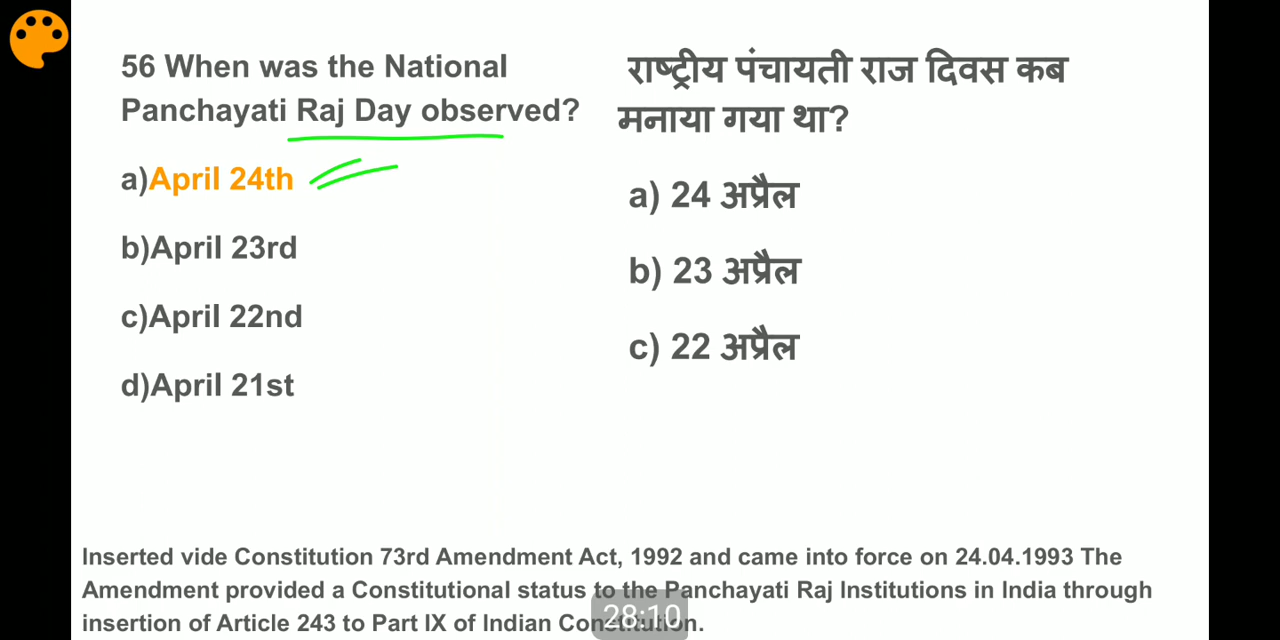 56 When was the National
Panchayati Raj Day observed?
a)April 24th
b)April 23rd
c)April 22nd
d)April 21st
राष्ट्रीय पंचायती राज दिवस कब
मनाया गया था?
a) 24 अप्रैल
b) 23 अप्रैल
c) 22 अप्रैल
Inserted vide Constitution 73rd Amendment Act, 1992 and came into force on 24.04.1993 The
Amendment provided a Constitutional status to the Panchayati Raj Institutions in India through
insertion of Article 243 to Part IX of Indian Constitution.
28:10